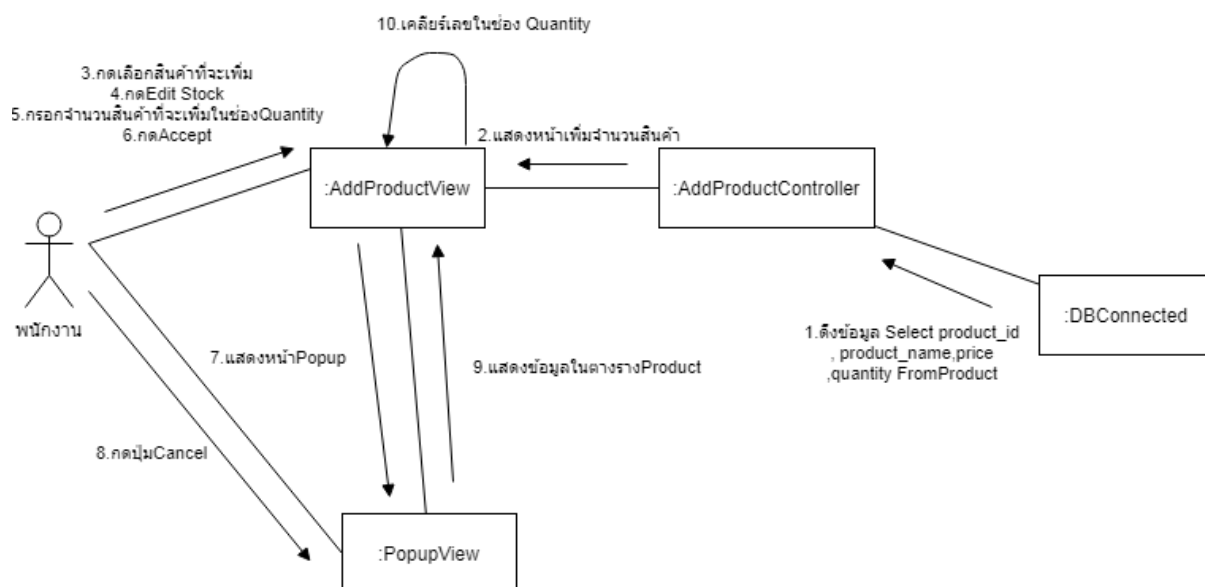 10.เคลียร์เลขในช่อง Quantity
3.กดเลือกสินค้าที่จะเพิ่ม
4.กดEdit Stock
5.กรอกจำนวนสินค้าที่จะเพิ่มในช่องQuantity
6.กดAccept
2.แสดงหน้าเพิ่มจำนวนสินค้า
:AddProductView
:AddProductController
พนักงาน
:DBConnected
1.ดึงข้อมูล Select product_id
, product_name,price
,quantity FromProduct
7.แสดงหน้าPopup
9.แสดงข้อมูลในตางรางProduct
8.กดปุ่มCancel
:PopupView